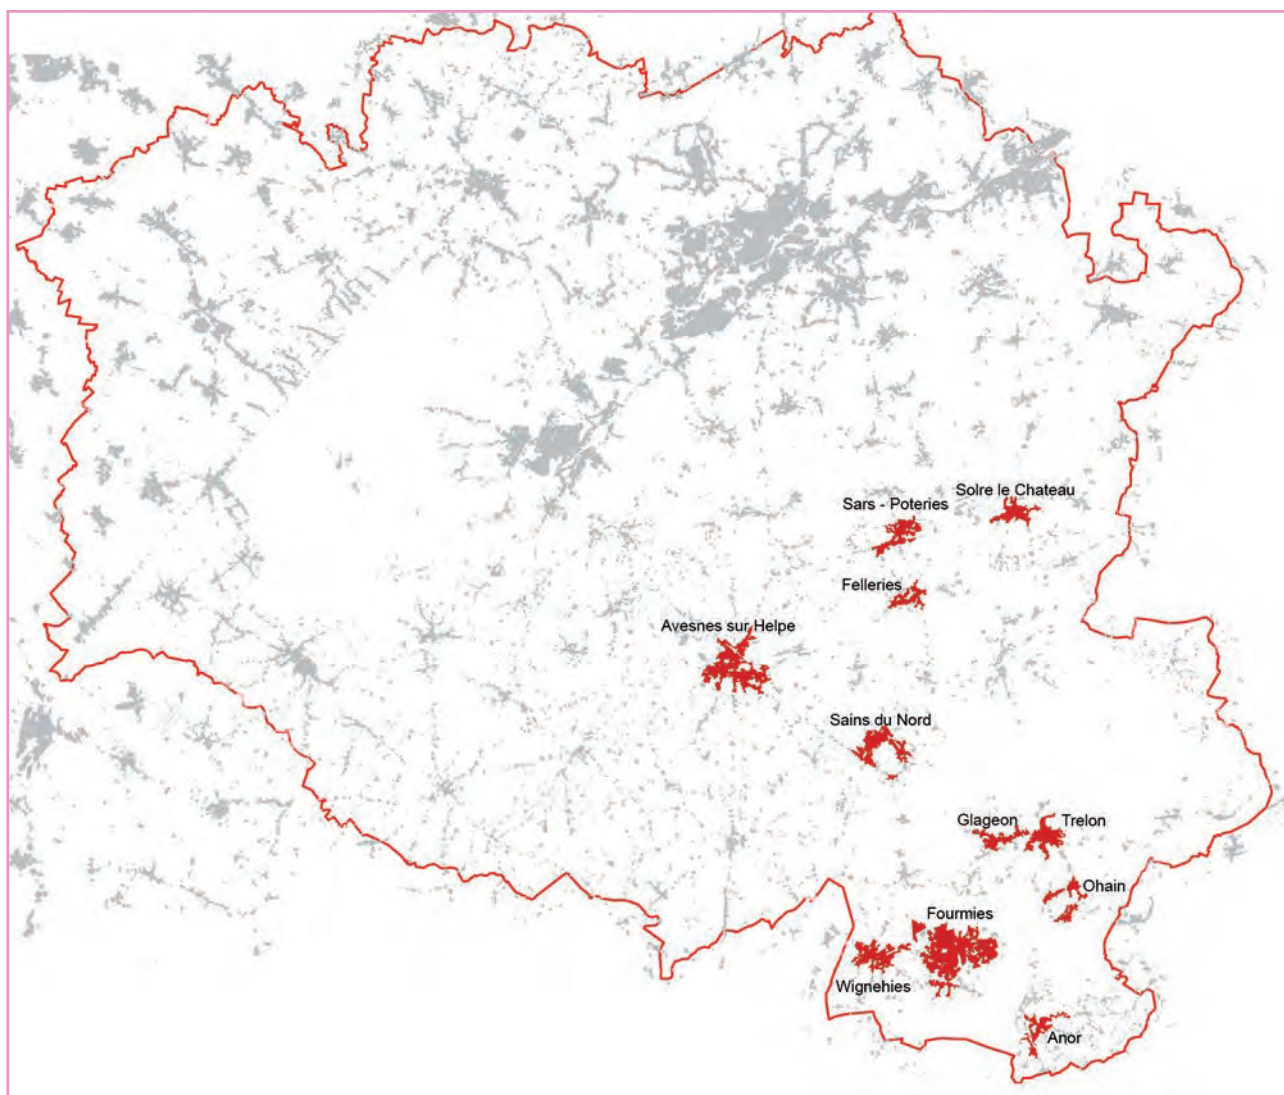 Solre le Chateau
Sars - Poteries
Felleries
Avesnes sur Helpe
Sains du Nord
Glageon
Trelon
Ohain
Fourmies
Wignehies
Anor